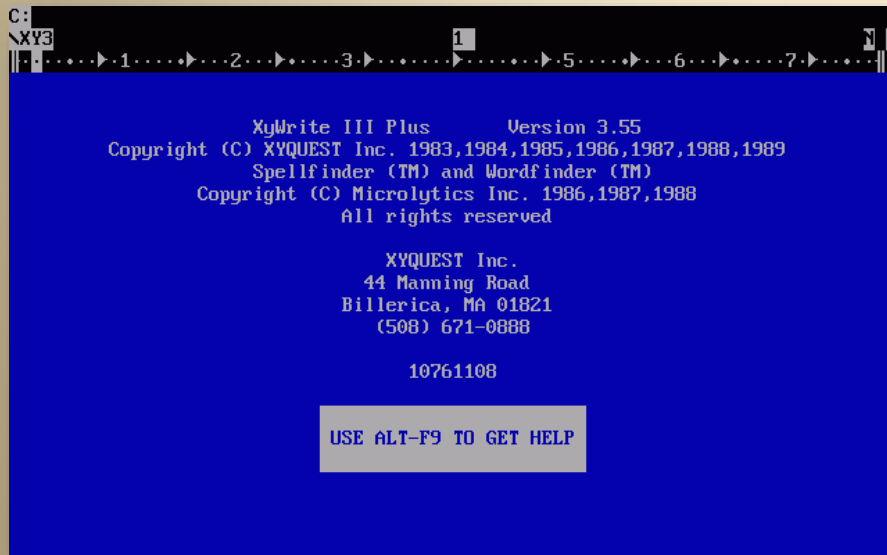 C:
\XY3 1 N
1 2 3 5 6 7
XyWrite III Plus Version 3.55
Copyright (C) XYQUEST Inc. 1983,1984,1985,1986,1987,1988,1989
Spellfinder (TM) and Wordfinder (TM)
Copyright (C) Microlytics Inc. 1986,1987,1988
All rights reserved
XYQUEST Inc.
44 Manning Road
Billerica, MA 01821
(508) 671-0888
10761108
USE ALT-F9 TO GET HELP